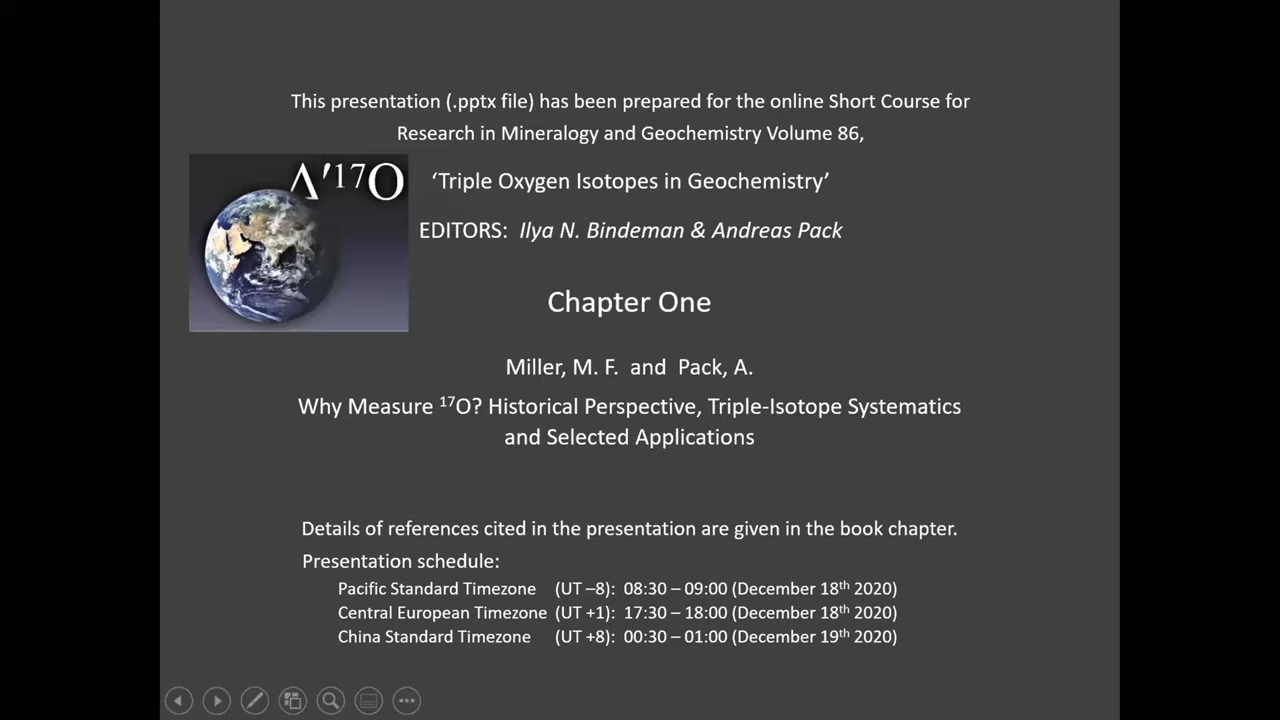 This presentation (.pptx file) has been prepared for the online Short Course for
Research in Mineralogy and Geochemistry Volume 86,
Λ′¹⁷O
‘Triple Oxygen Isotopes in Geochemistry’
EDITORS: Ilya N. Bindeman & Andreas Pack
Chapter One
Miller, M. F. and Pack, A.
Why Measure ¹⁷O? Historical Perspective, Triple-Isotope Systematics
and Selected Applications
Details of references cited in the presentation are given in the book chapter.
Presentation schedule:
Pacific Standard Timezone (UT –8): 08:30 – 09:00 (December 18th 2020)
Central European Timezone (UT +1): 17:30 – 18:00 (December 18th 2020)
China Standard Timezone (UT +8): 00:30 – 01:00 (December 19th 2020)